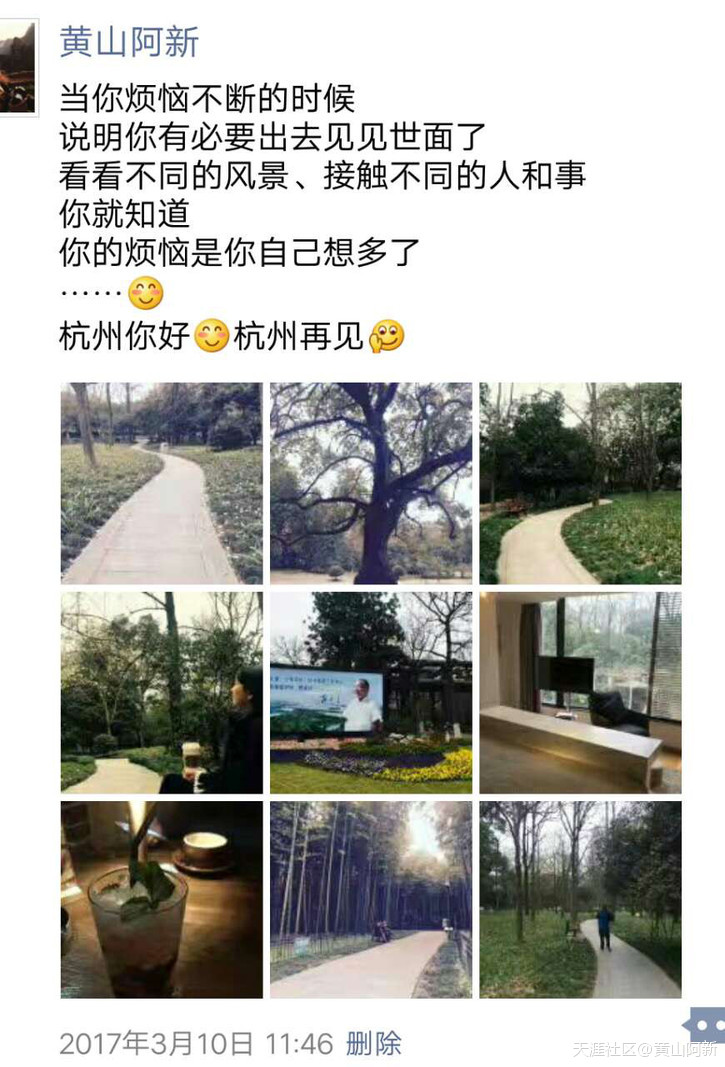 黄山阿新
当你烦恼不断的时候
说明你有必要出去见见世面了
看看不同的风景、接触不同的人和事
你就知道
你的烦恼是你自己想多了
……😊
杭州你好😊杭州再见👋
2017年3月10日 11:46 删除
天涯社区@黄山阿新